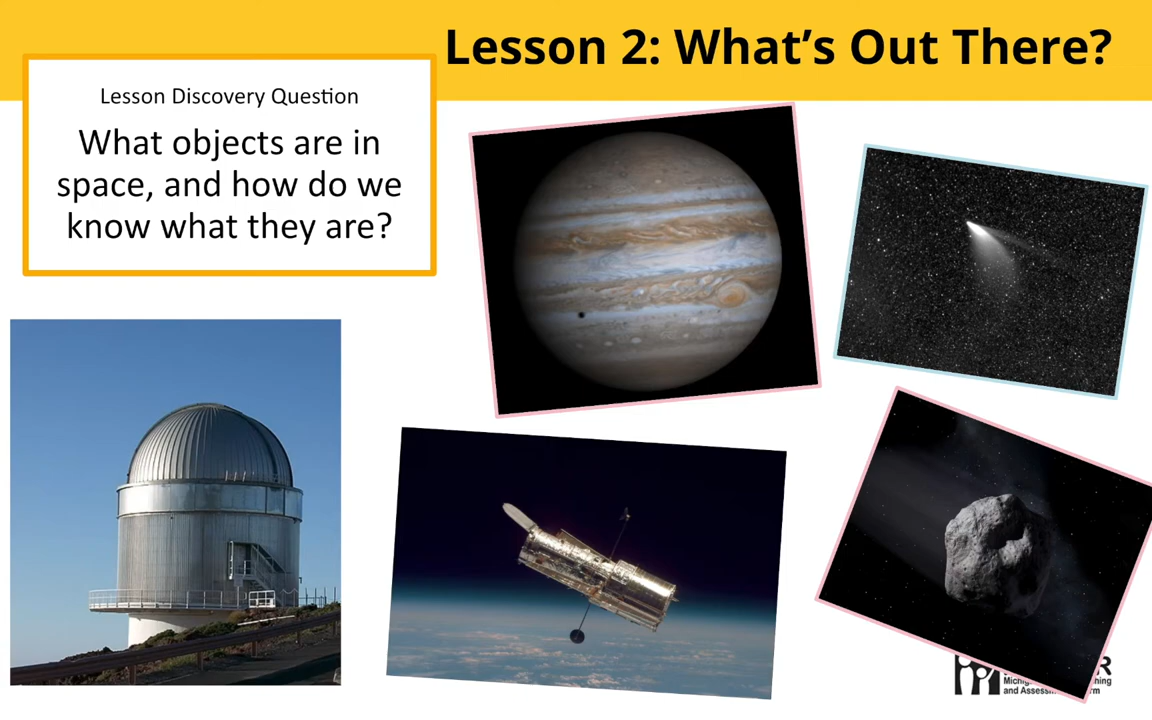 Lesson 2: What's Out There?
Lesson Discovery Question
What objects are in
space, and how do we
know what they are?
and